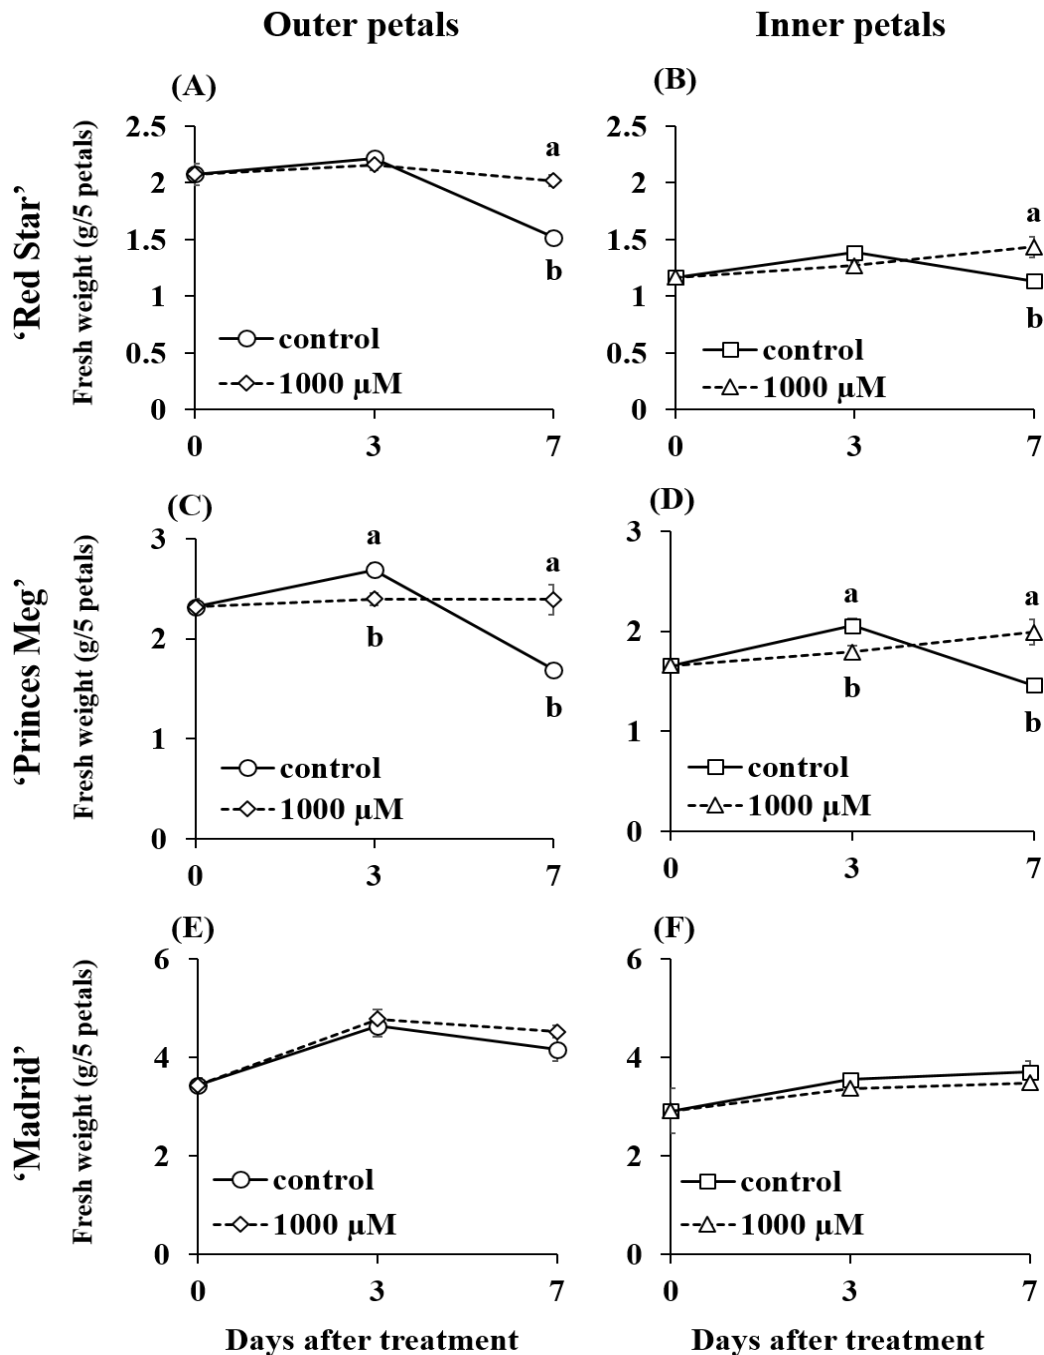 Outer petals
Inner petals
‘Red Star’
Fresh weight (g/5 petals)
(A)
2.5
2
1.5
1
0.5
0
a
b
control
1000 µM
0 3 7
(B)
2.5
2
1.5
1
0.5
0
a
b
control
1000 µM
0 3 7
‘Princes Meg’
Fresh weight (g/5 petals)
(C)
3
2
1
0
a
a
b
b
control
1000 µM
0 3 7
(D)
3
2
1
0
a
a
b
b
control
1000 µM
0 3 7
‘Madrid’
Fresh weight (g/5 petals)
(E)
6
4
2
0
control
1000 µM
0 3 7
Days after treatment
(F)
6
4
2
0
control
1000 µM
0 3 7
Days after treatment